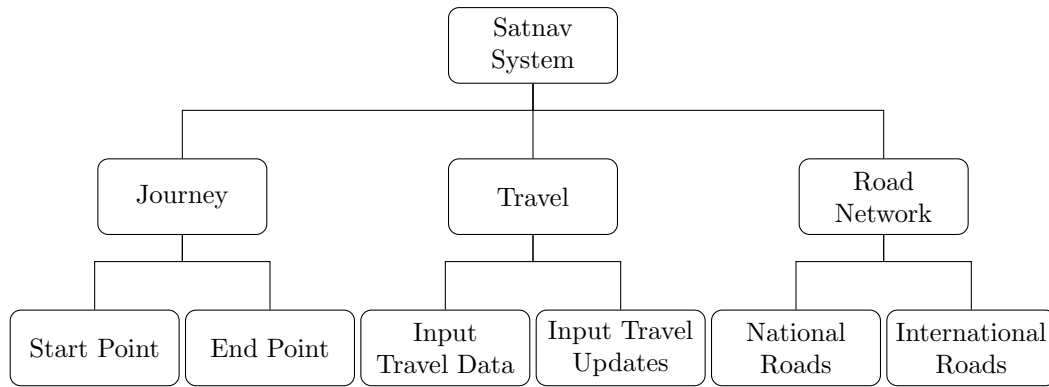 Satnav
System
Journey
Travel
Road
Network
Start Point
End Point
Input
Travel Data
Input Travel
Updates
National
Roads
International
Roads